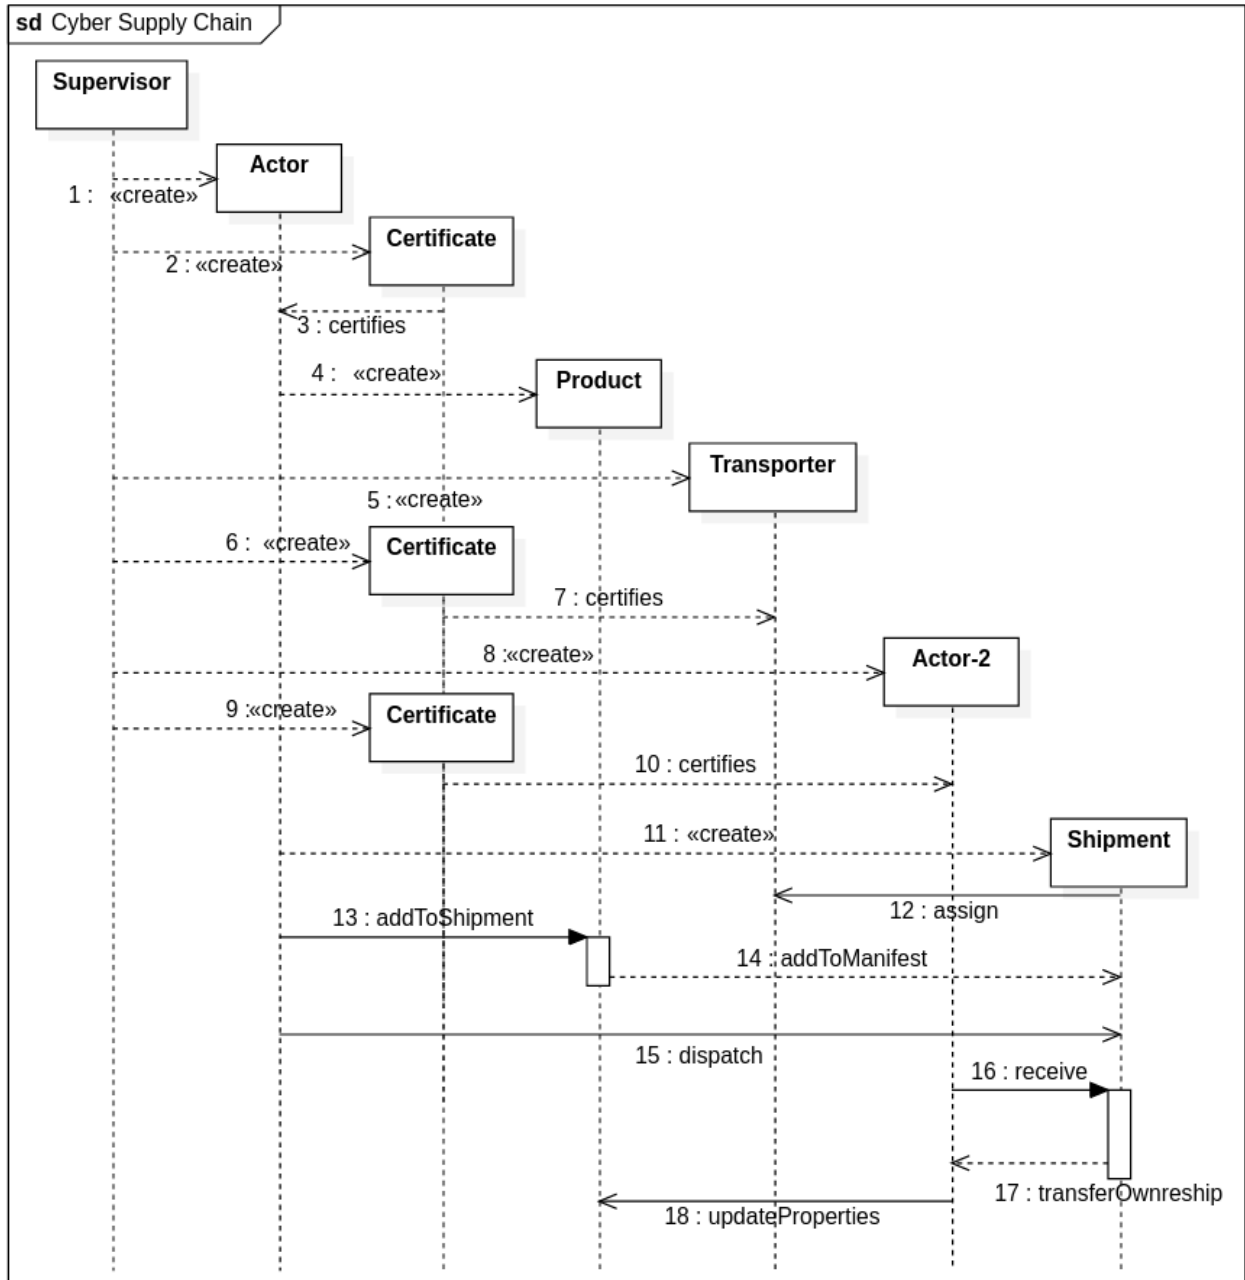 sd Cyber Supply Chain
Supervisor
Actor
1 : «create»
Certificate
2 : «create»
3 : certifies
4 : «create»
Product
Transporter
5 : «create»
6 : «create»
Certificate
7 : certifies
8 : «create»
Actor-2
9 : «create»
Certificate
10 : certifies
11 : «create»
Shipment
12 : assign
13 : addToShipment
14 : addToManifest
15 : dispatch
16 : receive
17 : transferOwnreship
18 : updateProperties